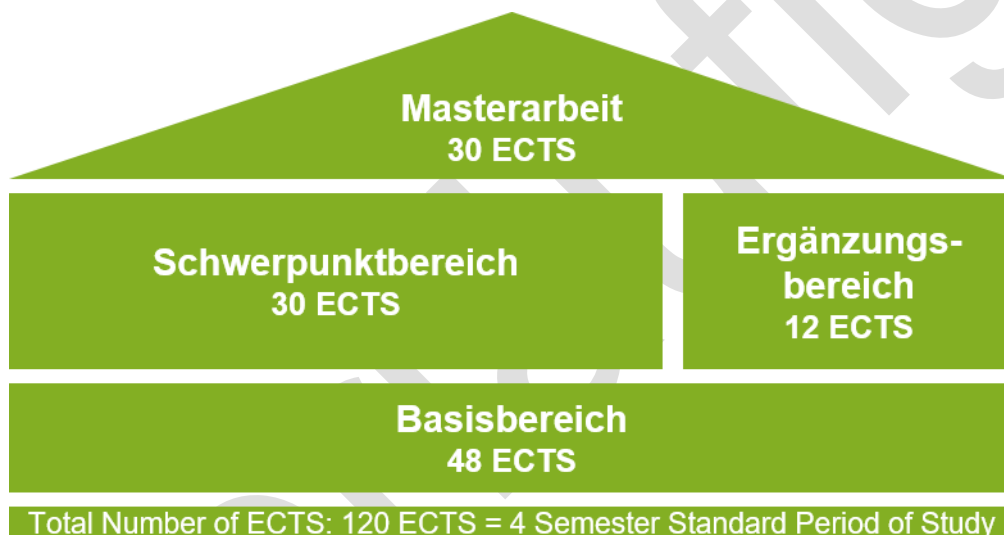 Masterarbeit
30 ECTS
Schwerpunktbereich
30 ECTS
Ergänzungs-
bereich
12 ECTS
Basisbereich
48 ECTS
Total Number of ECTS: 120 ECTS = 4 Semester Standard Period of Study